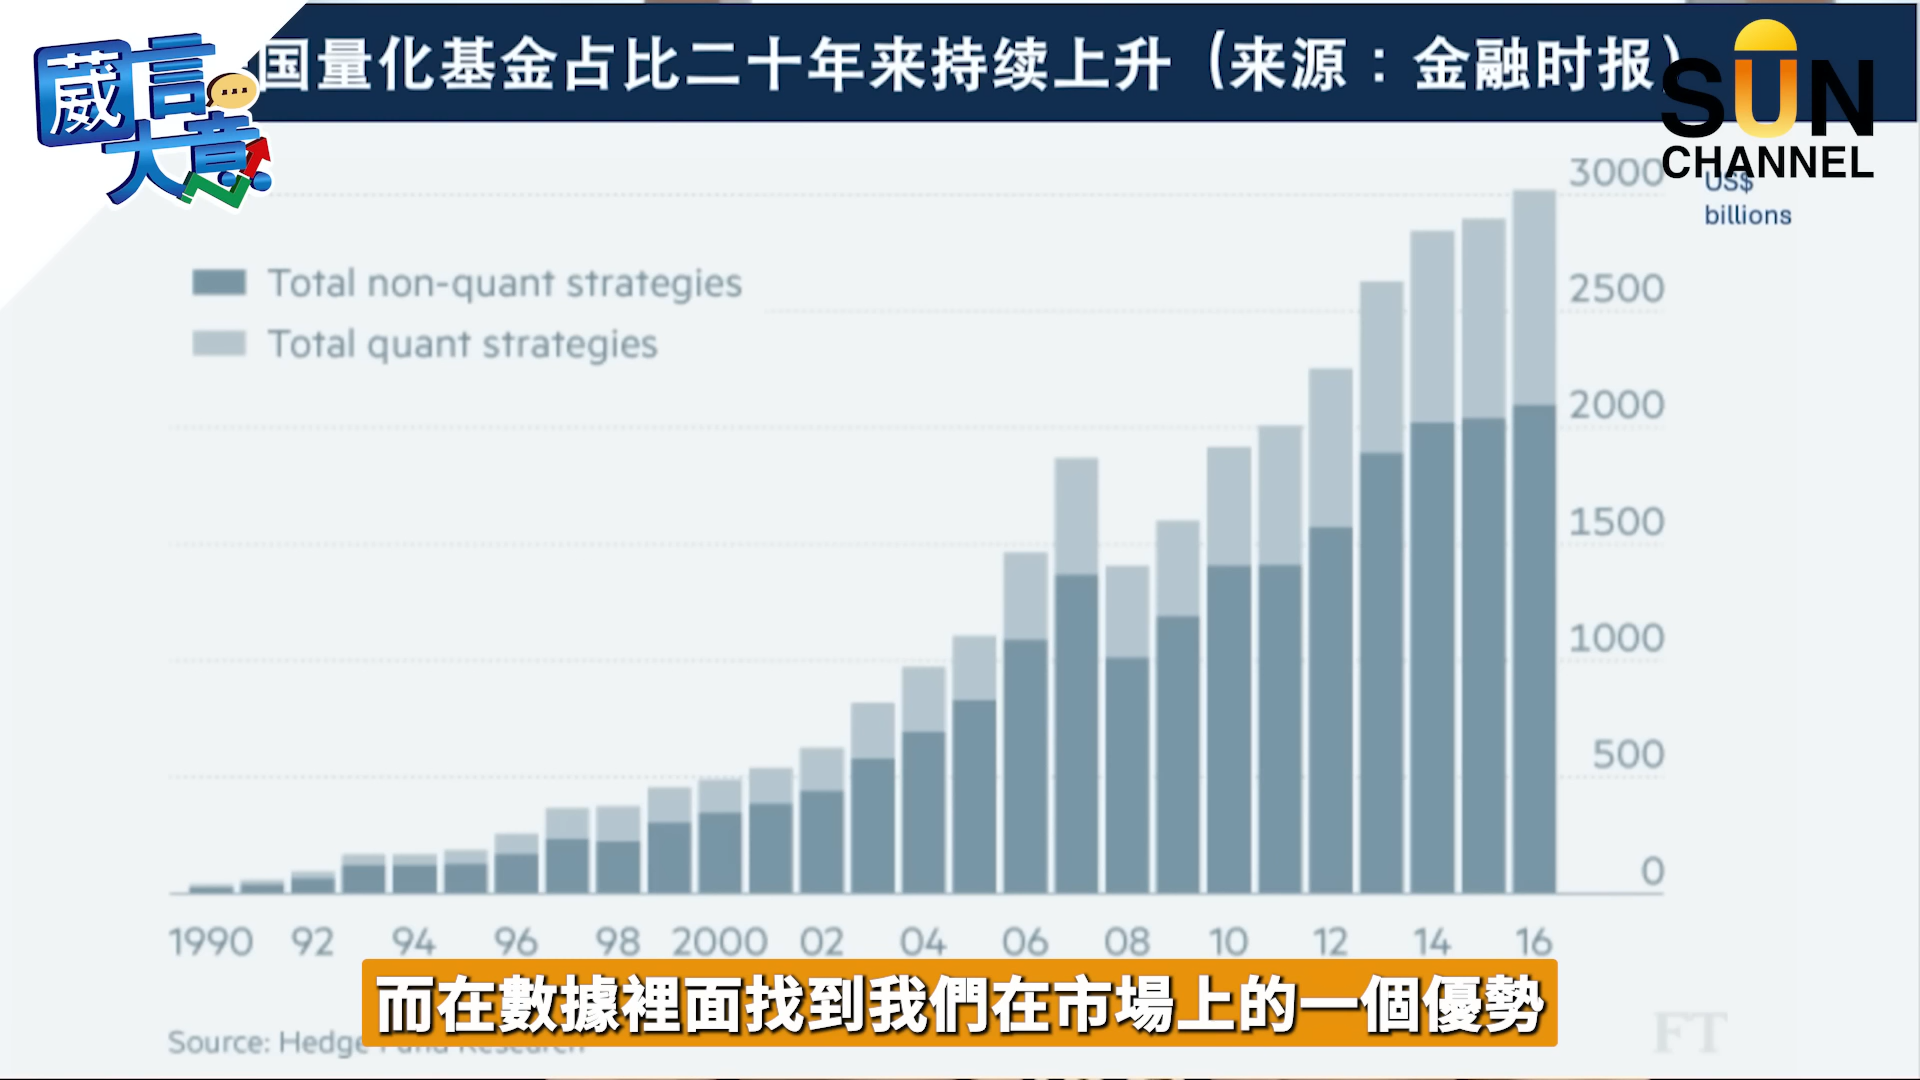 国量化基金占比二十年来持续上升（来源：金融时报）
葳言大意
SUN
CHANNEL
US$
billions
3000
2500
2000
1500
1000
500
0
Total non-quant strategies
Total quant strategies
1990 92 94 96 98 2000 02 04 06 08 10 12 14 16
而在數據裡面找到我們在市場上的一個優勢
Source: Hedge Fund Research
FT